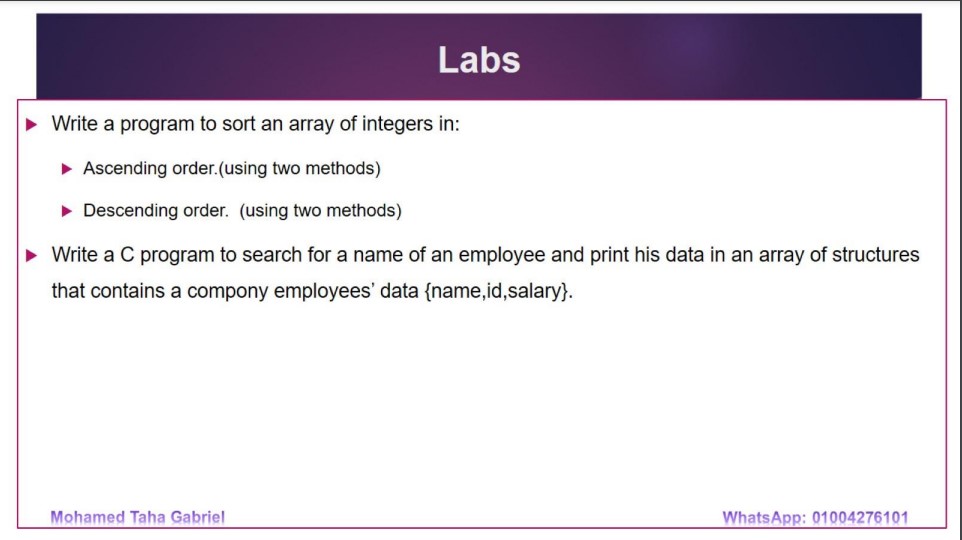 Labs
Write a program to sort an array of integers in:
Ascending order.(using two methods)
Descending order.  (using two methods)
Write a C program to search for a name of an employee and print his data in an array of structures
that contains a compony employees’ data {name,id,salary}.
Mohamed Taha Gabriel
WhatsApp: 01004276101